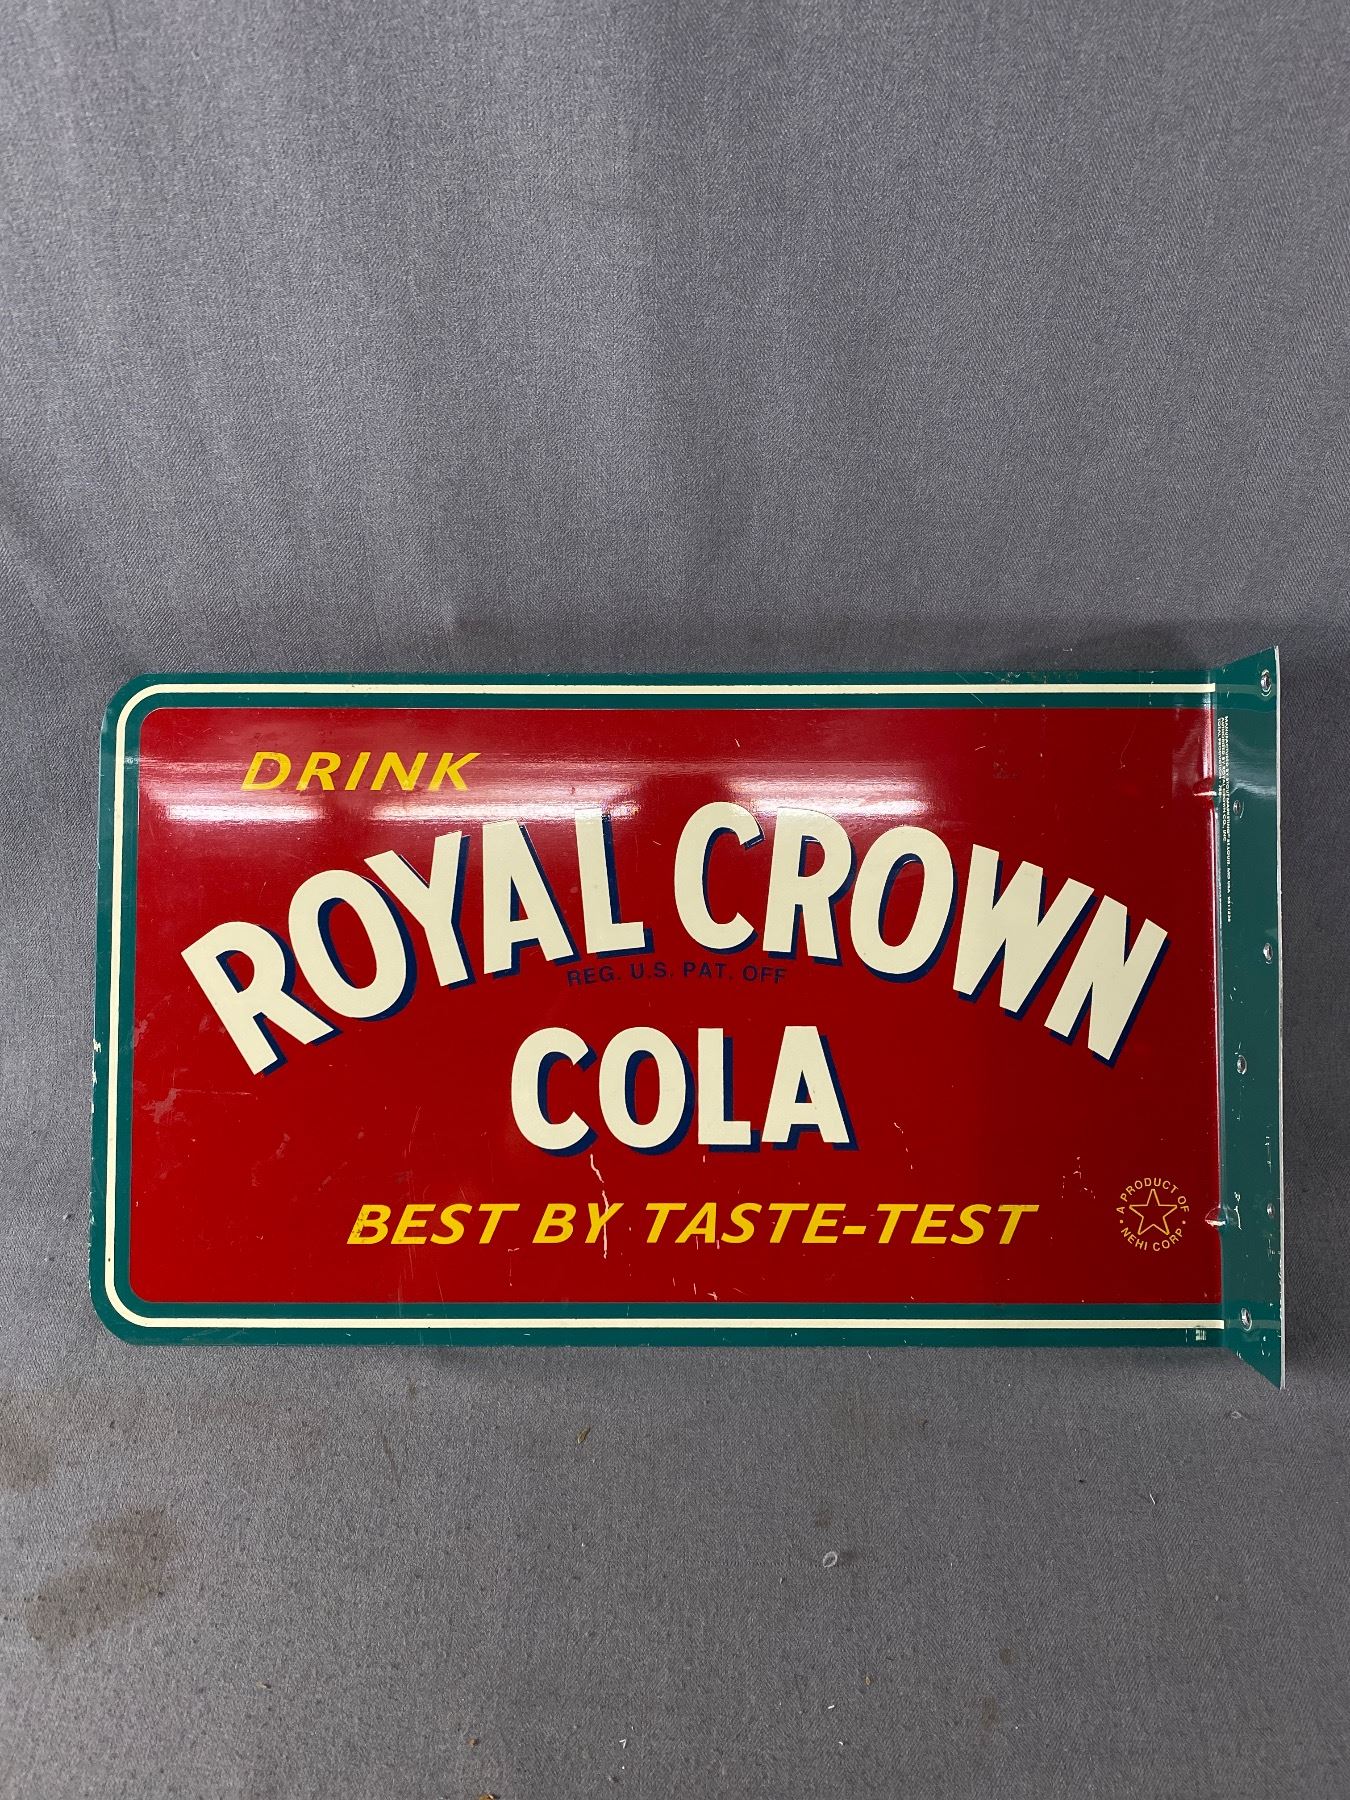 DRINK
ROYAL CROWN
REG. U.S. PAT. OFF
COLA
BEST BY TASTE-TEST
A PRODUCT OF
NEHI CORP.